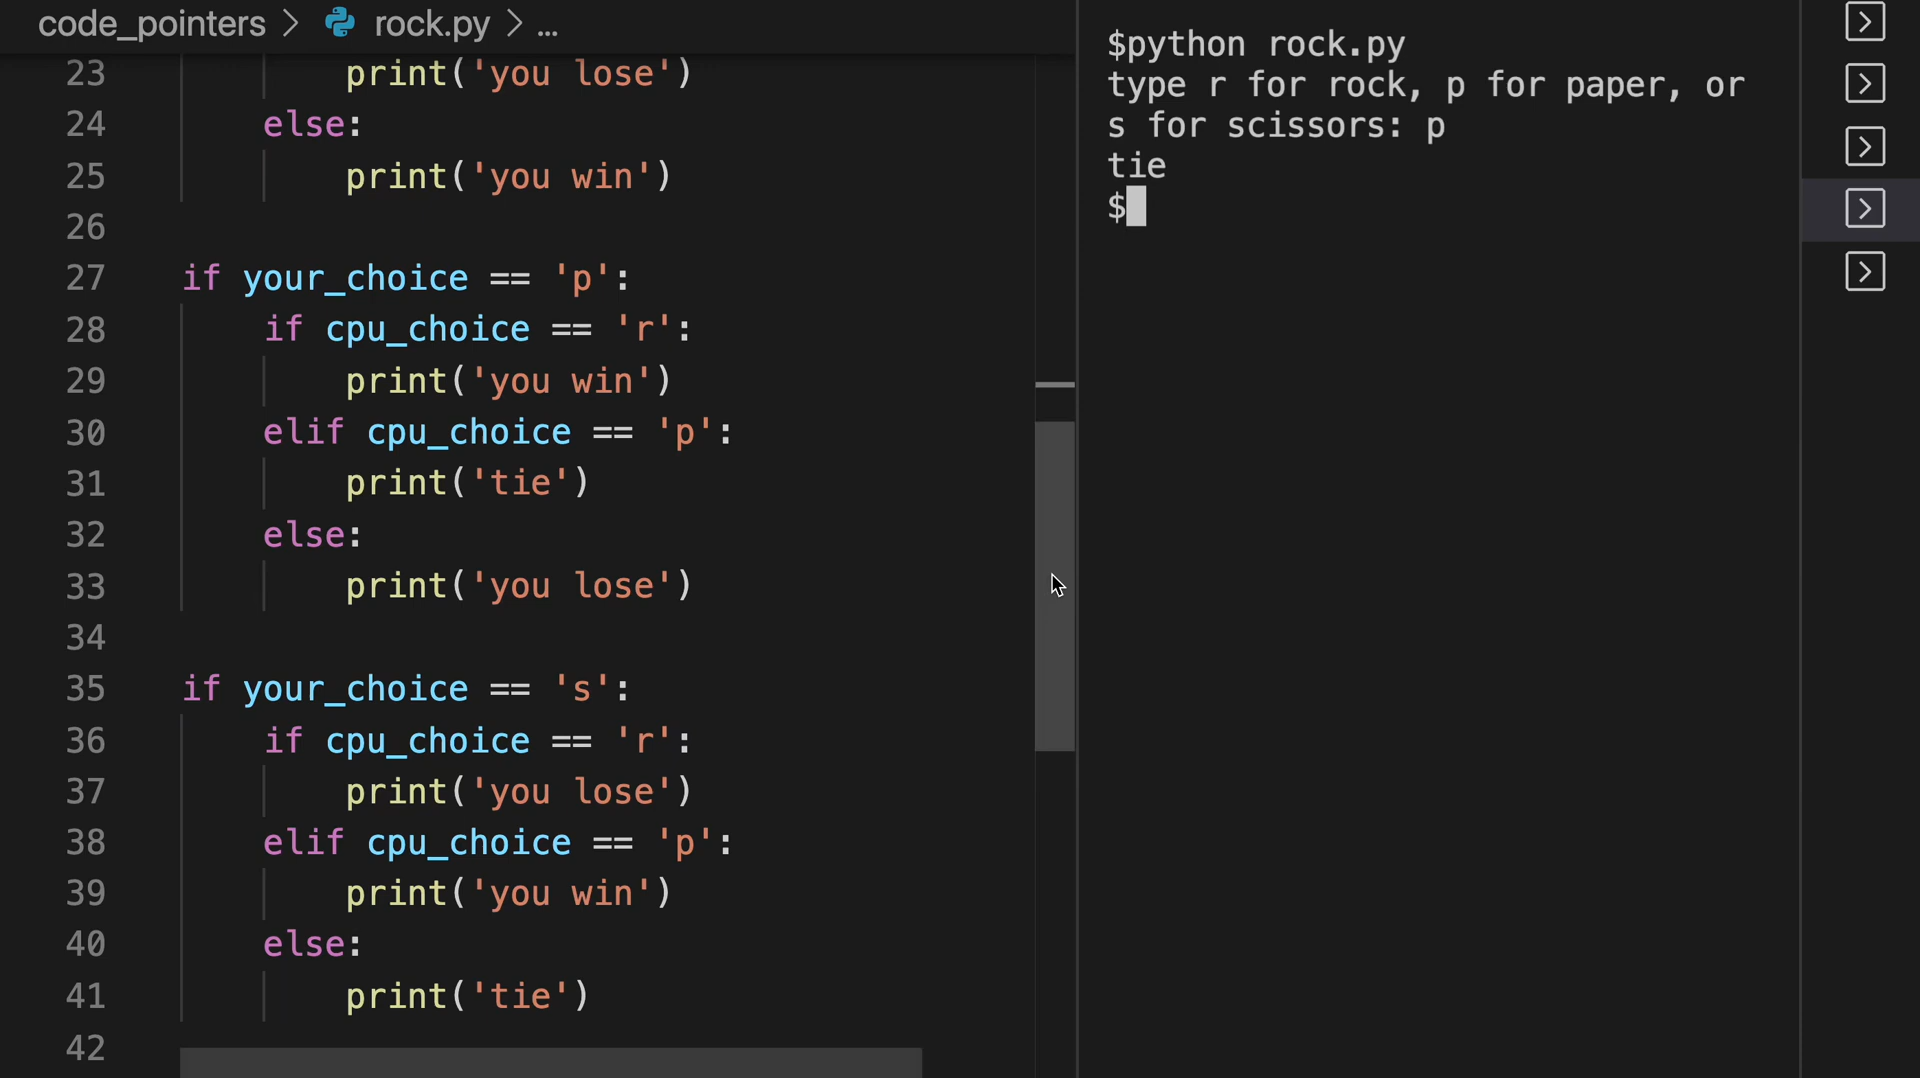 code_pointers > rock.py > ...
23 print('you lose')
24 else:
25 print('you win')
26
27 if your_choice == 'p':
28 if cpu_choice == 'r':
29 print('you win')
30 elif cpu_choice == 'p':
31 print('tie')
32 else:
33 print('you lose')
34
35 if your_choice == 's':
36 if cpu_choice == 'r':
37 print('you lose')
38 elif cpu_choice == 'p':
39 print('you win')
40 else:
41 print('tie')
42
$python rock.py
type r for rock, p for paper, or
s for scissors: p
tie
$